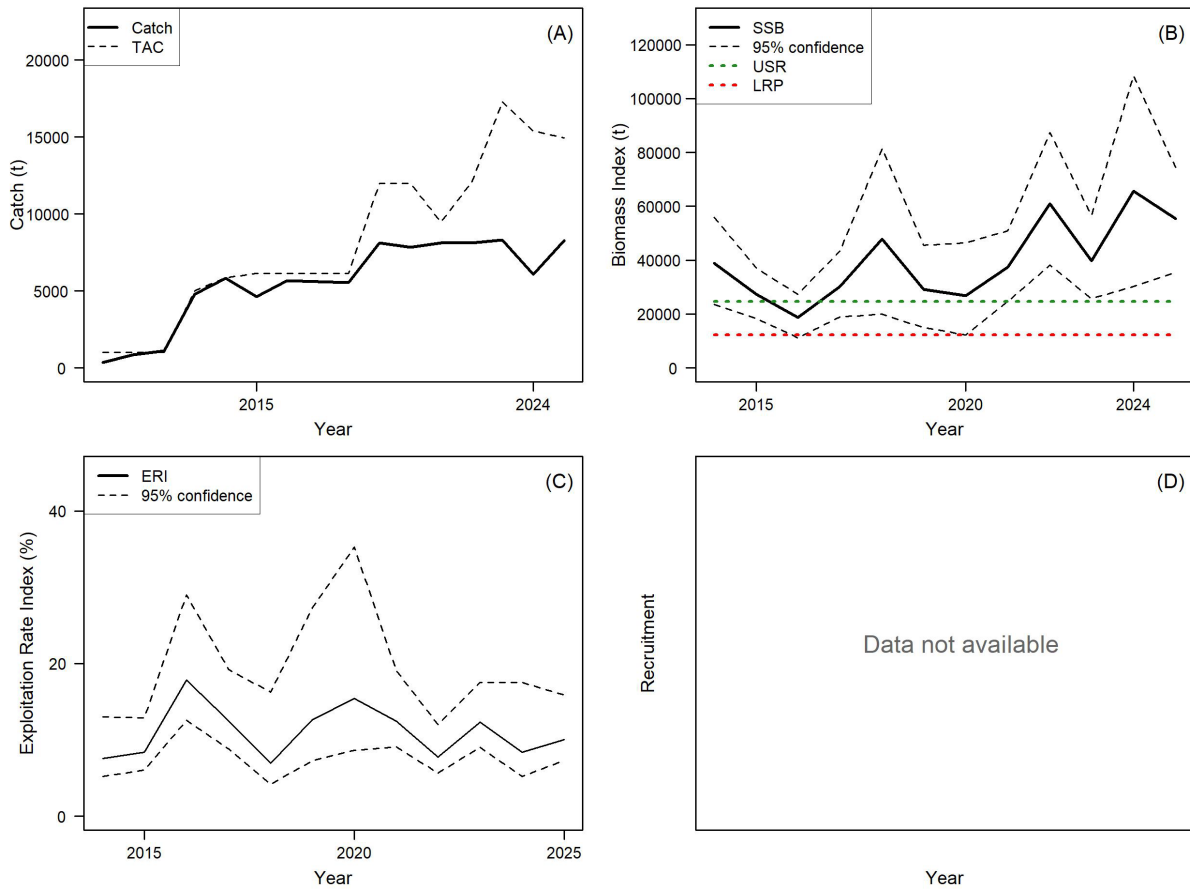 Catch
TAC
(A)
20000
15000
10000
5000
0
Catch (t)
2015
2024
Year
SSB
95% confidence
USR
LRP
(B)
120000
100000
80000
60000
40000
20000
0
Biomass Index (t)
2015
2020
2024
Year
ERI
95% confidence
(C)
40
20
0
Exploitation Rate Index (%)
2015
2020
2025
Year
(D)
Data not available
Recruitment
Year